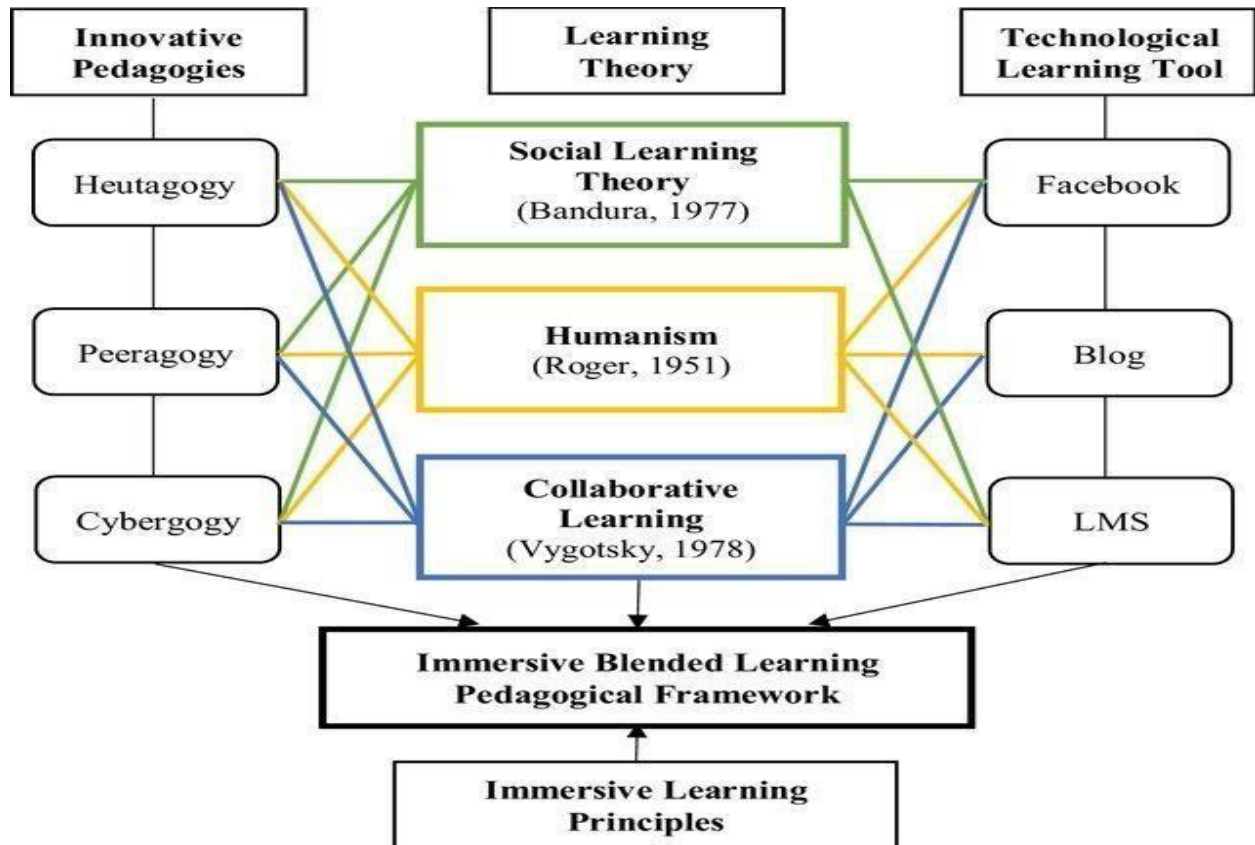 Innovative
Pedagogies
Learning
Theory
Technological
Learning Tool
Heutagogy
Social Learning
Theory
(Bandura, 1977)
Facebook
Peeragogy
Humanism
(Roger, 1951)
Blog
Cybergogy
Collaborative
Learning
(Vygotsky, 1978)
LMS
Immersive Blended Learning
Pedagogical Framework
Immersive Learning
Principles